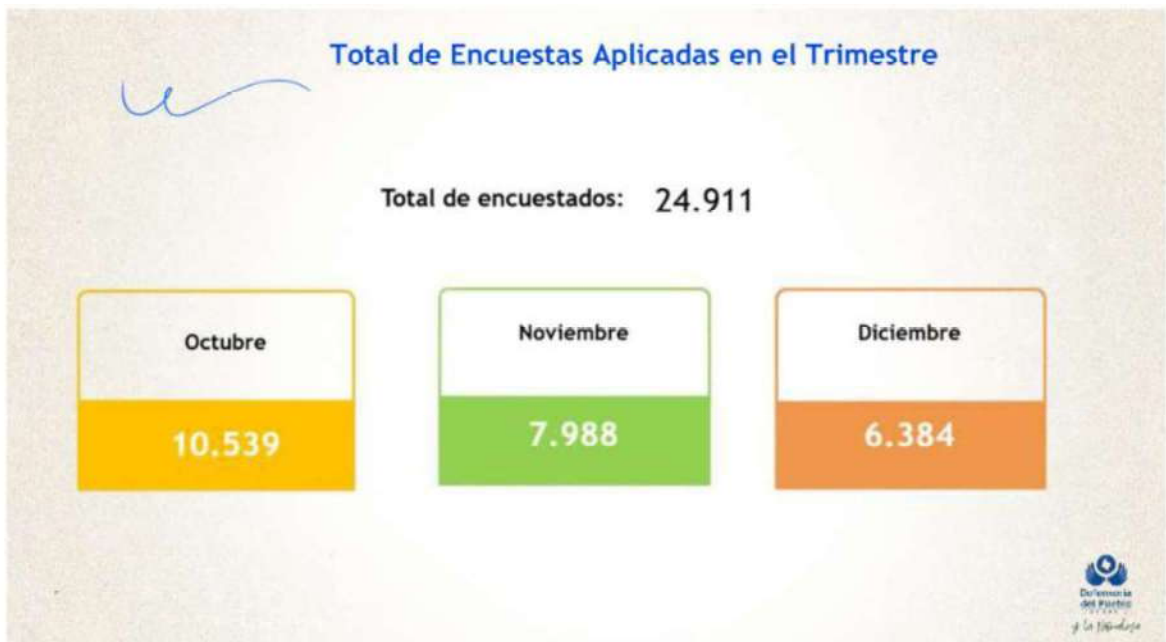 Total de Encuestas Aplicadas en el Trimestre
Total de encuestados: 24.911
Octubre
Noviembre
Diciembre
10.539
7.988
6.384
Defensoría
del Pueblo
y la